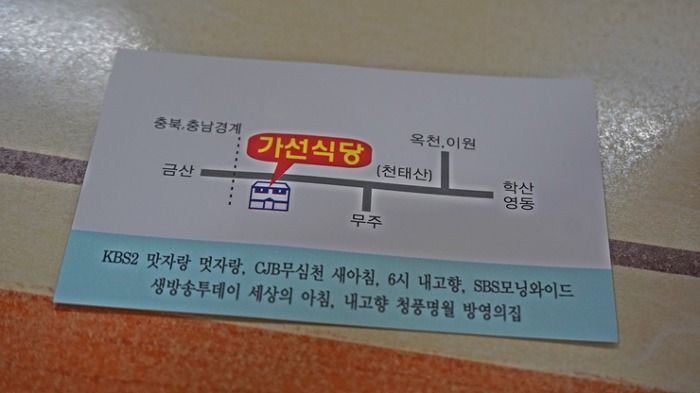 충북,충남경계
옥천,이원
가선식당
금산
(천태산)
학산
영동
무주
KBS2 맛자랑 멋자랑, CJB무심천 새아침, 6시 내고향, SBS모닝와이드
생방송투데이 세상의 아침, 내고향 청풍명월 방영의집